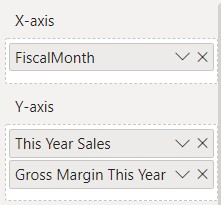 X-axis
FiscalMonth
Y-axis
This Year Sales
Gross Margin This Year